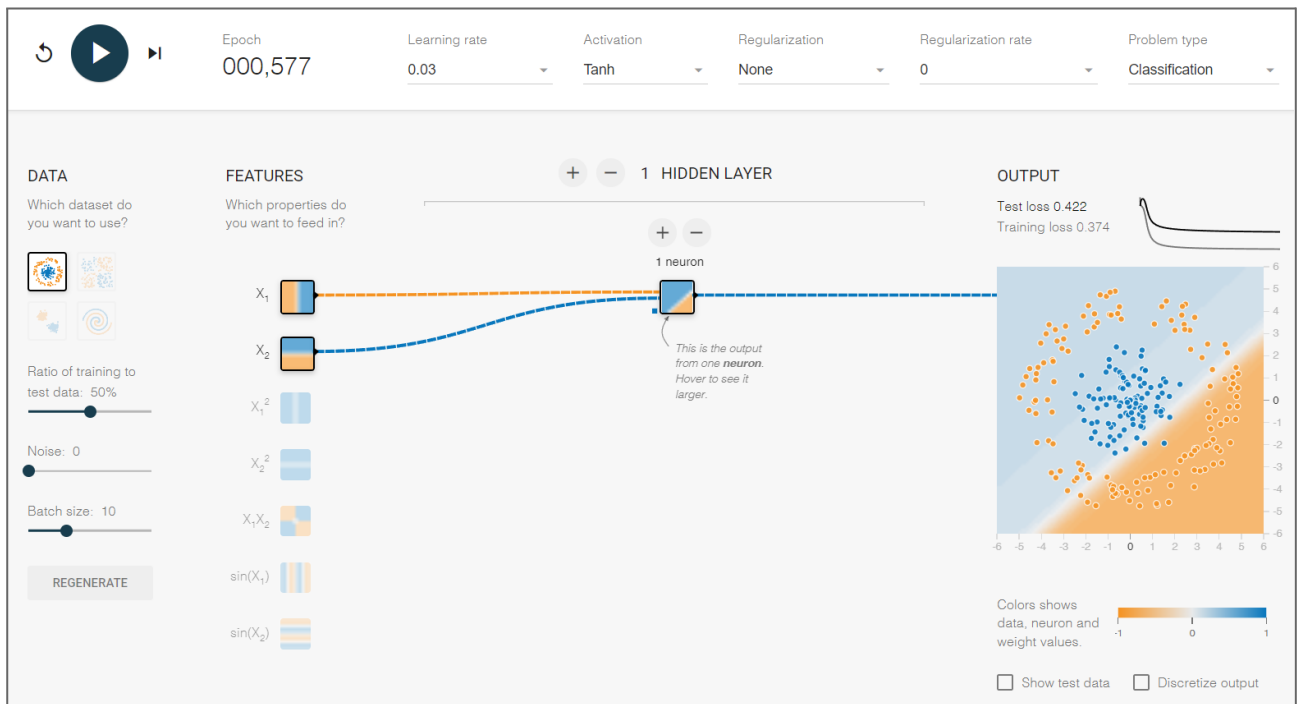 Epoch
000,577
Learning rate
0.03
Activation
Tanh
Regularization
None
Regularization rate
0
Problem type
Classification
DATA
Which dataset do
you want to use?
Ratio of training to
test data: 50%
Noise: 0
Batch size: 10
REGENERATE
FEATURES
Which properties do
you want to feed in?
X₁
X₂
X₁²
X₂²
X₁X₂
sin(X₁)
sin(X₂)
+ − 1 HIDDEN LAYER
+ −
1 neuron
This is the output
from one neuron.
Hover to see it
larger.
OUTPUT
Test loss 0.422
Training loss 0.374
6
5
4
3
2
1
0
-1
-2
-3
-4
-5
-6
-6 -5 -4 -3 -2 -1 0 1 2 3 4 5 6
Colors shows
data, neuron and
weight values.
-1 0 1
Show test data
Discretize output